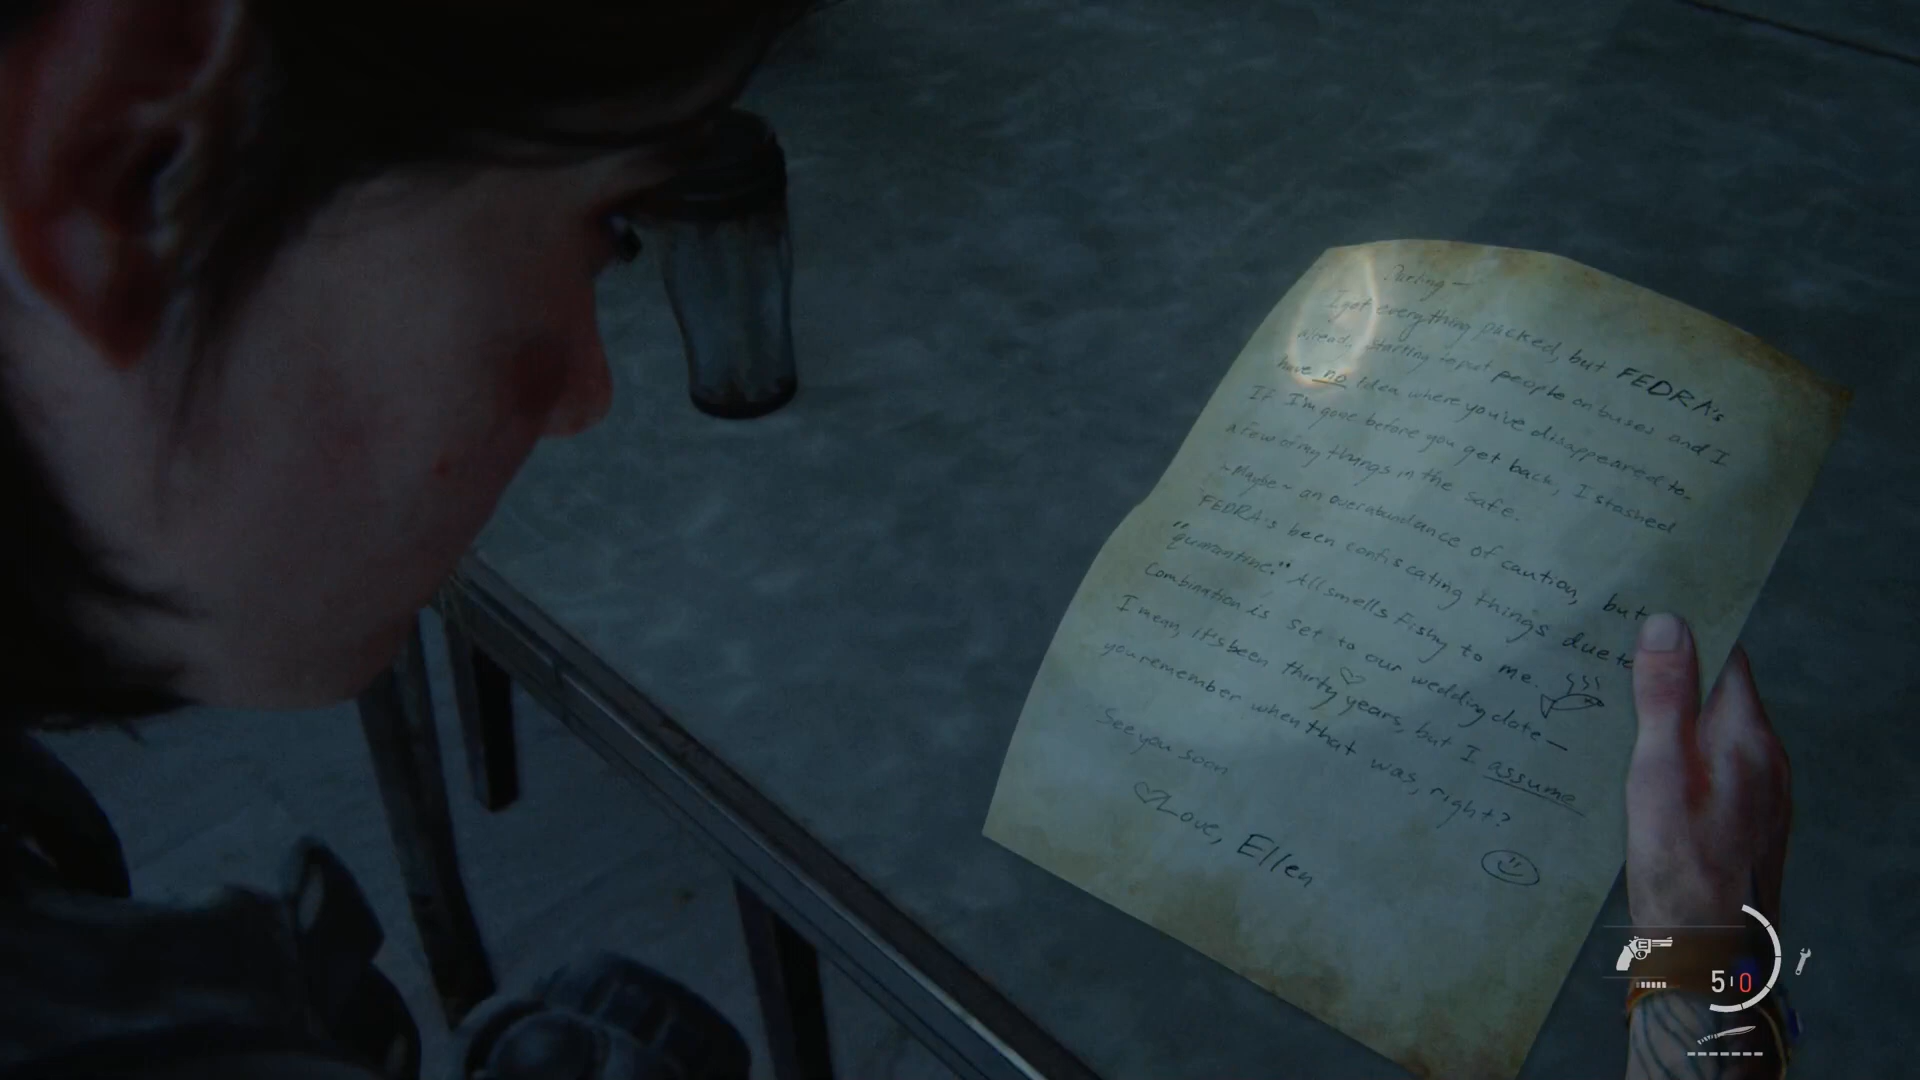 Darling —
I got everything packed, but FEDRA's
already starting to put people on buses and I
have no idea where you've disappeared to.
If I'm gone before you get back, I stashed
a few of my things in the safe.
~Maybe~ an overabundance of caution, but
FEDRA's been confiscating things due to
"quarantine." All smells fishy to me.
Combination is set to our wedding date —
I mean, it's been thirty years, but I assume
you remember when that was, right?
See you soon
Love, Ellen
5 0